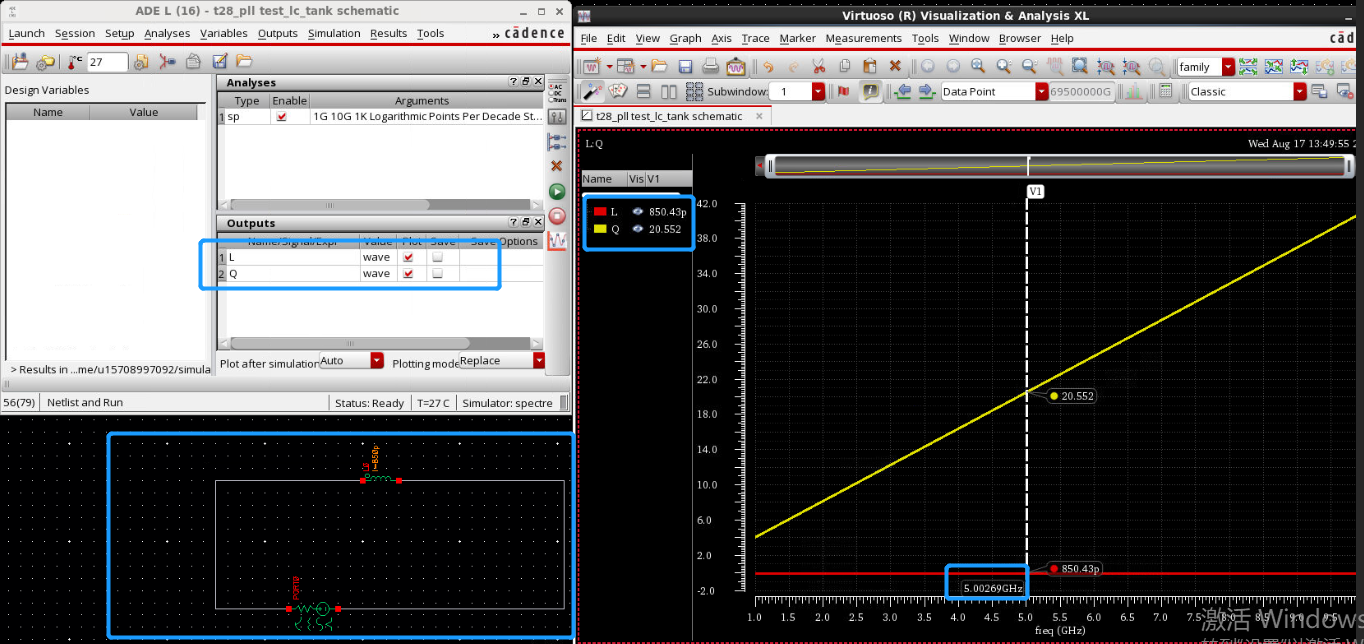 ADE L (16) - t28_pll test_lc_tank schematic
Launch Session Setup Analyses Variables Outputs Simulation Results Tools » cādence
27
Design Variables
Name Value
> Results in ...me/u15708997092/simula
Analyses
Type Enable Arguments
1 sp 1G 10G 1K Logarithmic Points Per Decade St...
Outputs
Name/Signal/Expr Value Plot Save Save Options
1 L wave
2 Q wave
Plot after simulation Auto Plotting mode Replace
56(79) Netlist and Run Status: Ready T=27 C Simulator: spectre
l=850p
PORT0
Virtuoso (R) Visualization & Analysis XL
File Edit View Graph Axis Trace Marker Measurements Tools Window Browser Help cād
family
Subwindow: 1 Data Point 69500000G Classic
t28_pll test_lc_tank schematic
L:Q Wed Aug 17 13:49:55 2
Name Vis V1
L 850.43p
Q 20.552
V1
42.0
38.0
34.0
30.0
26.0
22.0
18.0
14.0
10.0
6.0
2.0
-2.0
20.552
850.43p
5.00269GHz
1.0 1.5 2.0 2.5 3.0 3.5 4.0 4.5 5.0 5.5 6.0 6.5 7.0 7.5 8.0 8.5 9.0 9.5
freq (GHz)
激活 Windows